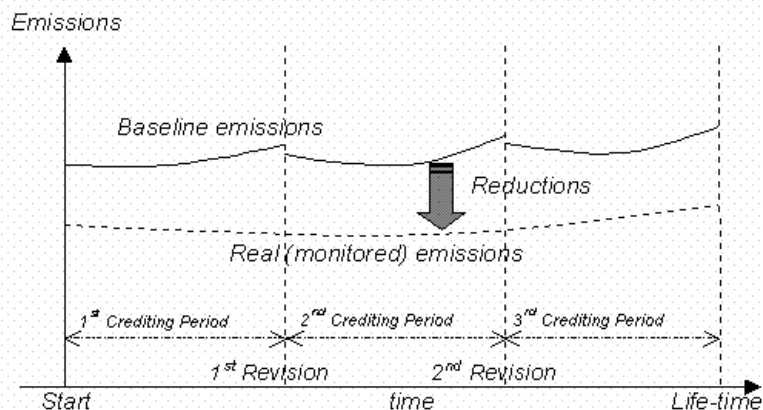 Emissions
Baseline emissions
Reductions
Real (monitored) emissions
1st Crediting Period
2nd Crediting Period
3rd Crediting Period
1st Revision
2nd Revision
Start
time
Life-time